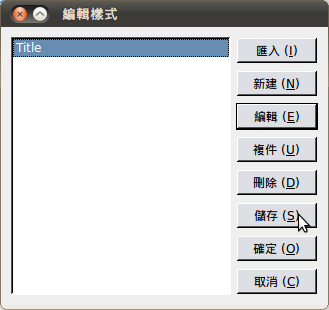 編輯樣式
Title
匯入 (I)
新建 (N)
編輯 (E)
複件 (U)
刪除 (D)
儲存 (S)
確定 (O)
取消 (C)